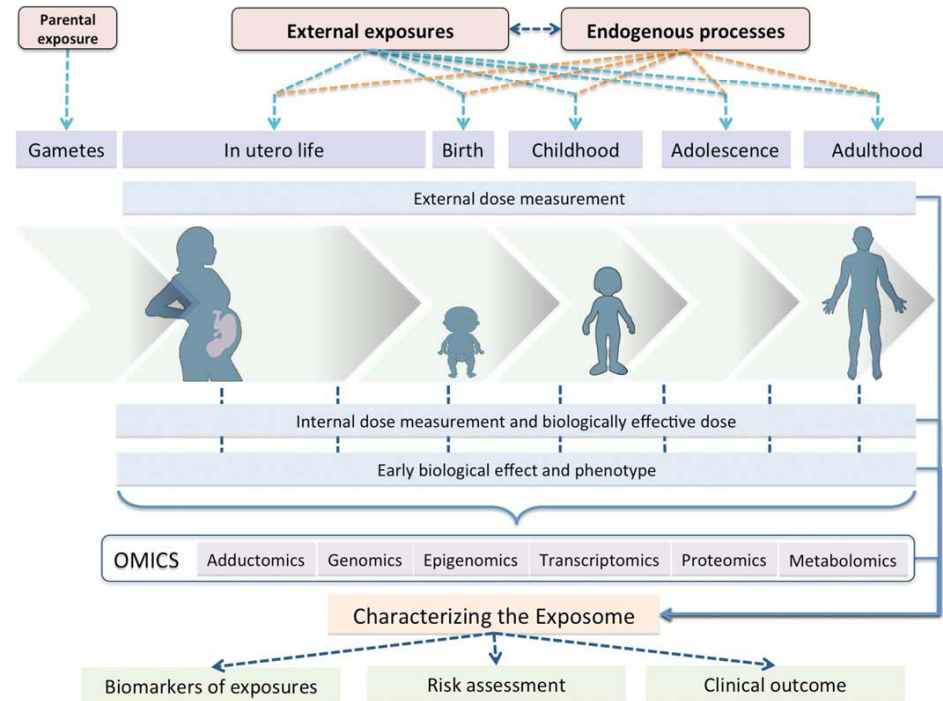 Parental
exposure
External exposures
Endogenous processes
Gametes
In utero life
Birth
Childhood
Adolescence
Adulthood
External dose measurement
Internal dose measurement and biologically effective dose
Early biological effect and phenotype
OMICS
Adductomics
Genomics
Epigenomics
Transcriptomics
Proteomics
Metabolomics
Characterizing the Exposome
Biomarkers of exposures
Risk assessment
Clinical outcome